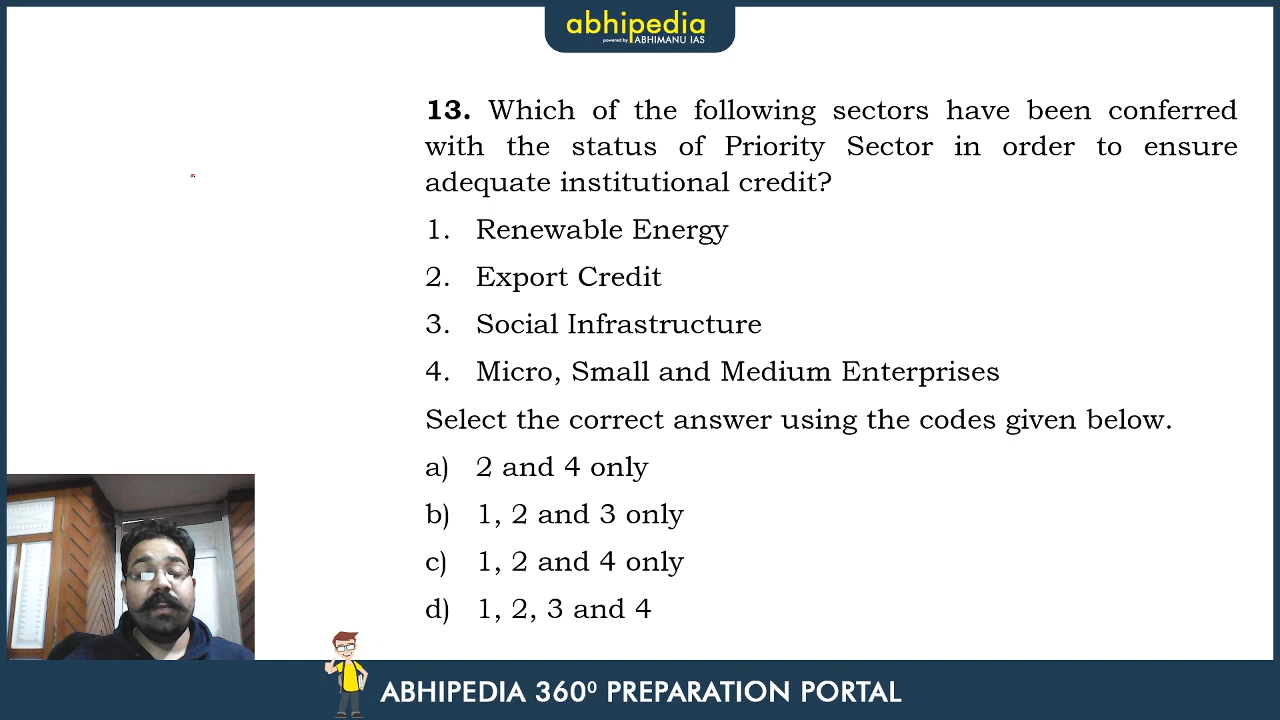 abhipedia
powered by ABHIMANU IAS
13. Which of the following sectors have been conferred
with the status of Priority Sector in order to ensure
adequate institutional credit?
1. Renewable Energy
2. Export Credit
3. Social Infrastructure
4. Micro, Small and Medium Enterprises
Select the correct answer using the codes given below.
a) 2 and 4 only
b) 1, 2 and 3 only
c) 1, 2 and 4 only
d) 1, 2, 3 and 4
ABHIPEDIA 360⁰ PREPARATION PORTAL